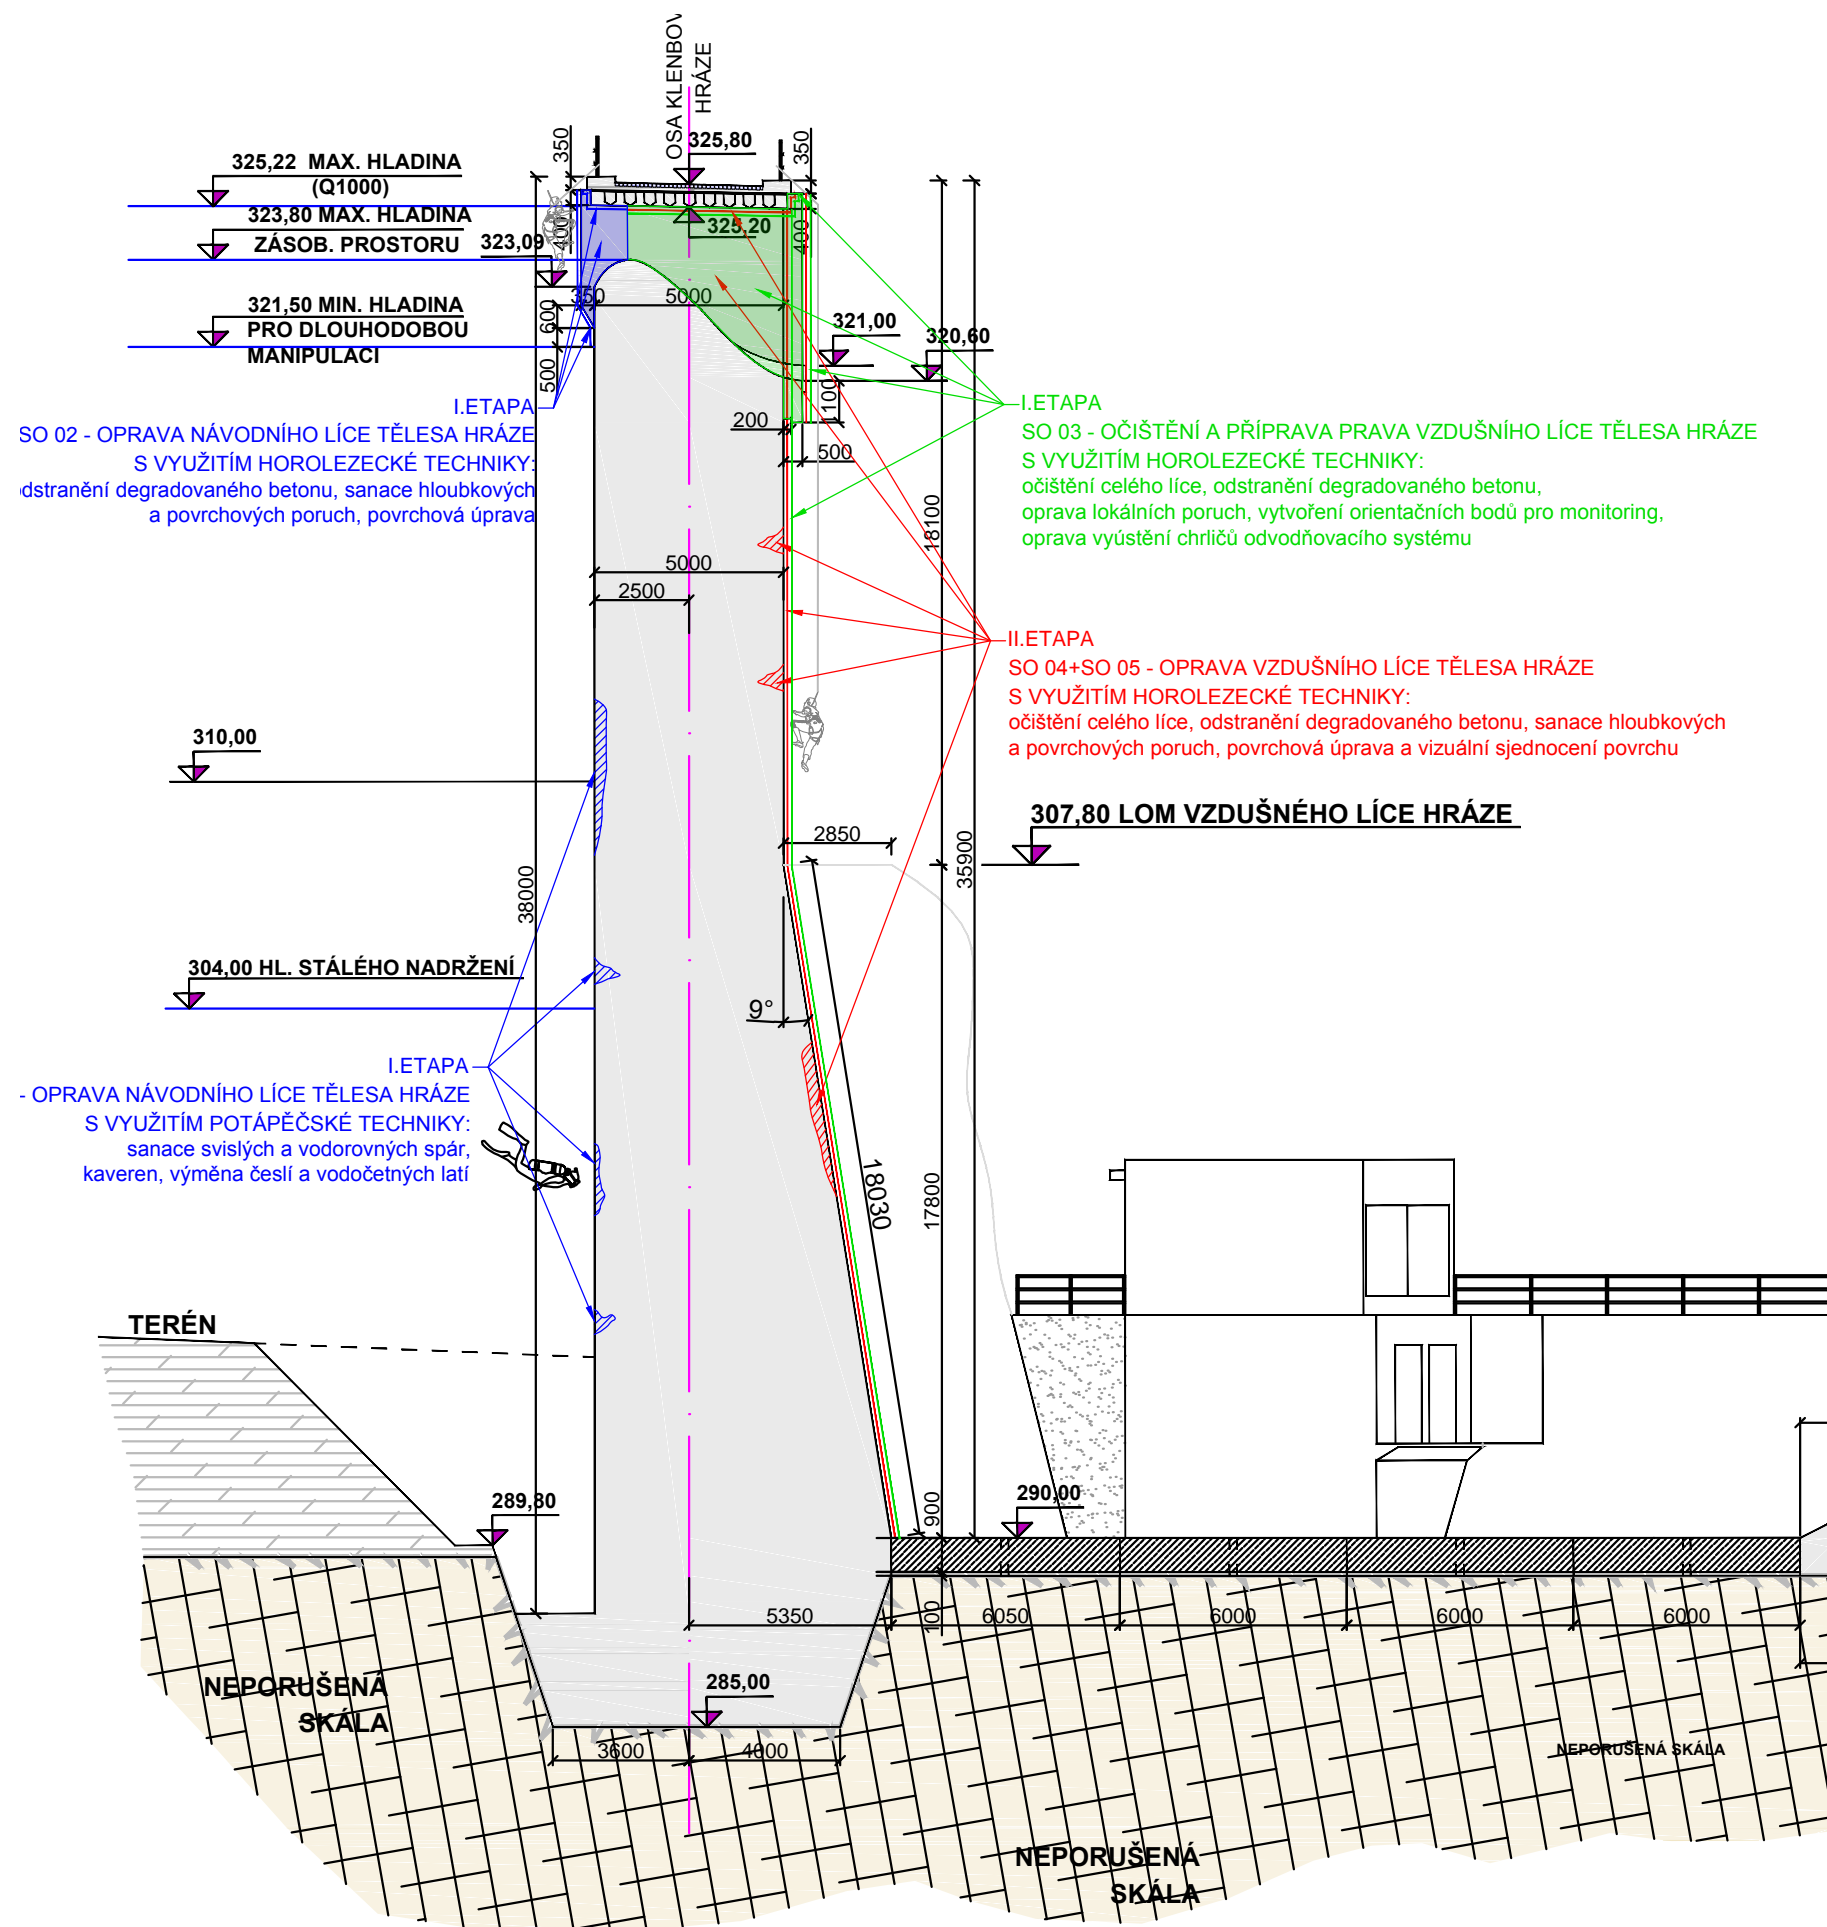 OSA KLENBOV
HRÁZE
325,80
350
350
325,22 MAX. HLADINA
(Q1000)
323,80 MAX. HLADINA
ZÁSOB. PROSTORU
323,09
400
325,20
400
321,50 MIN. HLADINA
PRO DLOUHODOBOU
MANIPULACI
350
5000
600
500
321,00
320,60
1100
200
500
I.ETAPA
SO 02 - OPRAVA NÁVODNÍHO LÍCE TĚLESA HRÁZE
S VYUŽITÍM HOROLEZECKÉ TECHNIKY:
dstranění degradovaného betonu, sanace hloubkových
a povrchových poruch, povrchová úprava
I.ETAPA
SO 03 - OČIŠTĚNÍ A PŘÍPRAVA PRAVA VZDUŠNÍHO LÍCE TĚLESA HRÁZE
S VYUŽITÍM HOROLEZECKÉ TECHNIKY:
očištění celého líce, odstranění degradovaného betonu,
oprava lokálních poruch, vytvoření orientačních bodů pro monitoring,
oprava vyústění chrličů odvodňovacího systému
18100
5000
2500
II.ETAPA
SO 04+SO 05 - OPRAVA VZDUŠNÍHO LÍCE TĚLESA HRÁZE
S VYUŽITÍM HOROLEZECKÉ TECHNIKY:
očištění celého líce, odstranění degradovaného betonu, sanace hloubkových
a povrchových poruch, povrchová úprava a vizuální sjednocení povrchu
310,00
307,80 LOM VZDUŠNÉHO LÍCE HRÁZE
2850
35900
38000
304,00 HL. STÁLÉHO NADRŽENÍ
9°
I.ETAPA
- OPRAVA NÁVODNÍHO LÍCE TĚLESA HRÁZE
S VYUŽITÍM POTÁPĚČSKÉ TECHNIKY:
sanace svislých a vodorovných spár,
kaveren, výměna česlí a vodočetných latí
18030
17800
TERÉN
289,80
900
290,00
5350
100
6050
6000
6000
6000
NEPORUŠENÁ
SKÁLA
285,00
3600
4000
NEPORUŠENÁ SKÁLA
NEPORUŠENÁ
SKÁLA